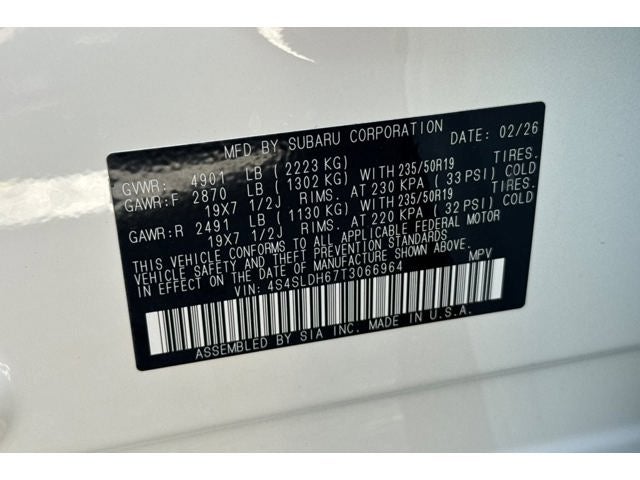 MFD BY SUBARU CORPORATION DATE: 02/26
GVWR: 4901 LB ( 2223 KG)
GAWR:F 2870 LB ( 1302 KG) WITH 235/50R19 TIRES.
19X7 1/2J RIMS. AT 230 KPA ( 33 PSI) COLD
GAWR:R 2491 LB ( 1130 KG) WITH 235/50R19 TIRES.
19X7 1/2J RIMS. AT 220 KPA ( 32 PSI) COLD
THIS VEHICLE CONFORMS TO ALL APPLICABLE FEDERAL MOTOR
VEHICLE SAFETY AND THEFT PREVENTION STANDARDS
IN EFFECT ON THE DATE OF MANUFACTURE SHOWN ABOVE.
VIN: 4S4SLDH67T3066964 MPV
ASSEMBLED BY SIA INC. MADE IN U.S.A.